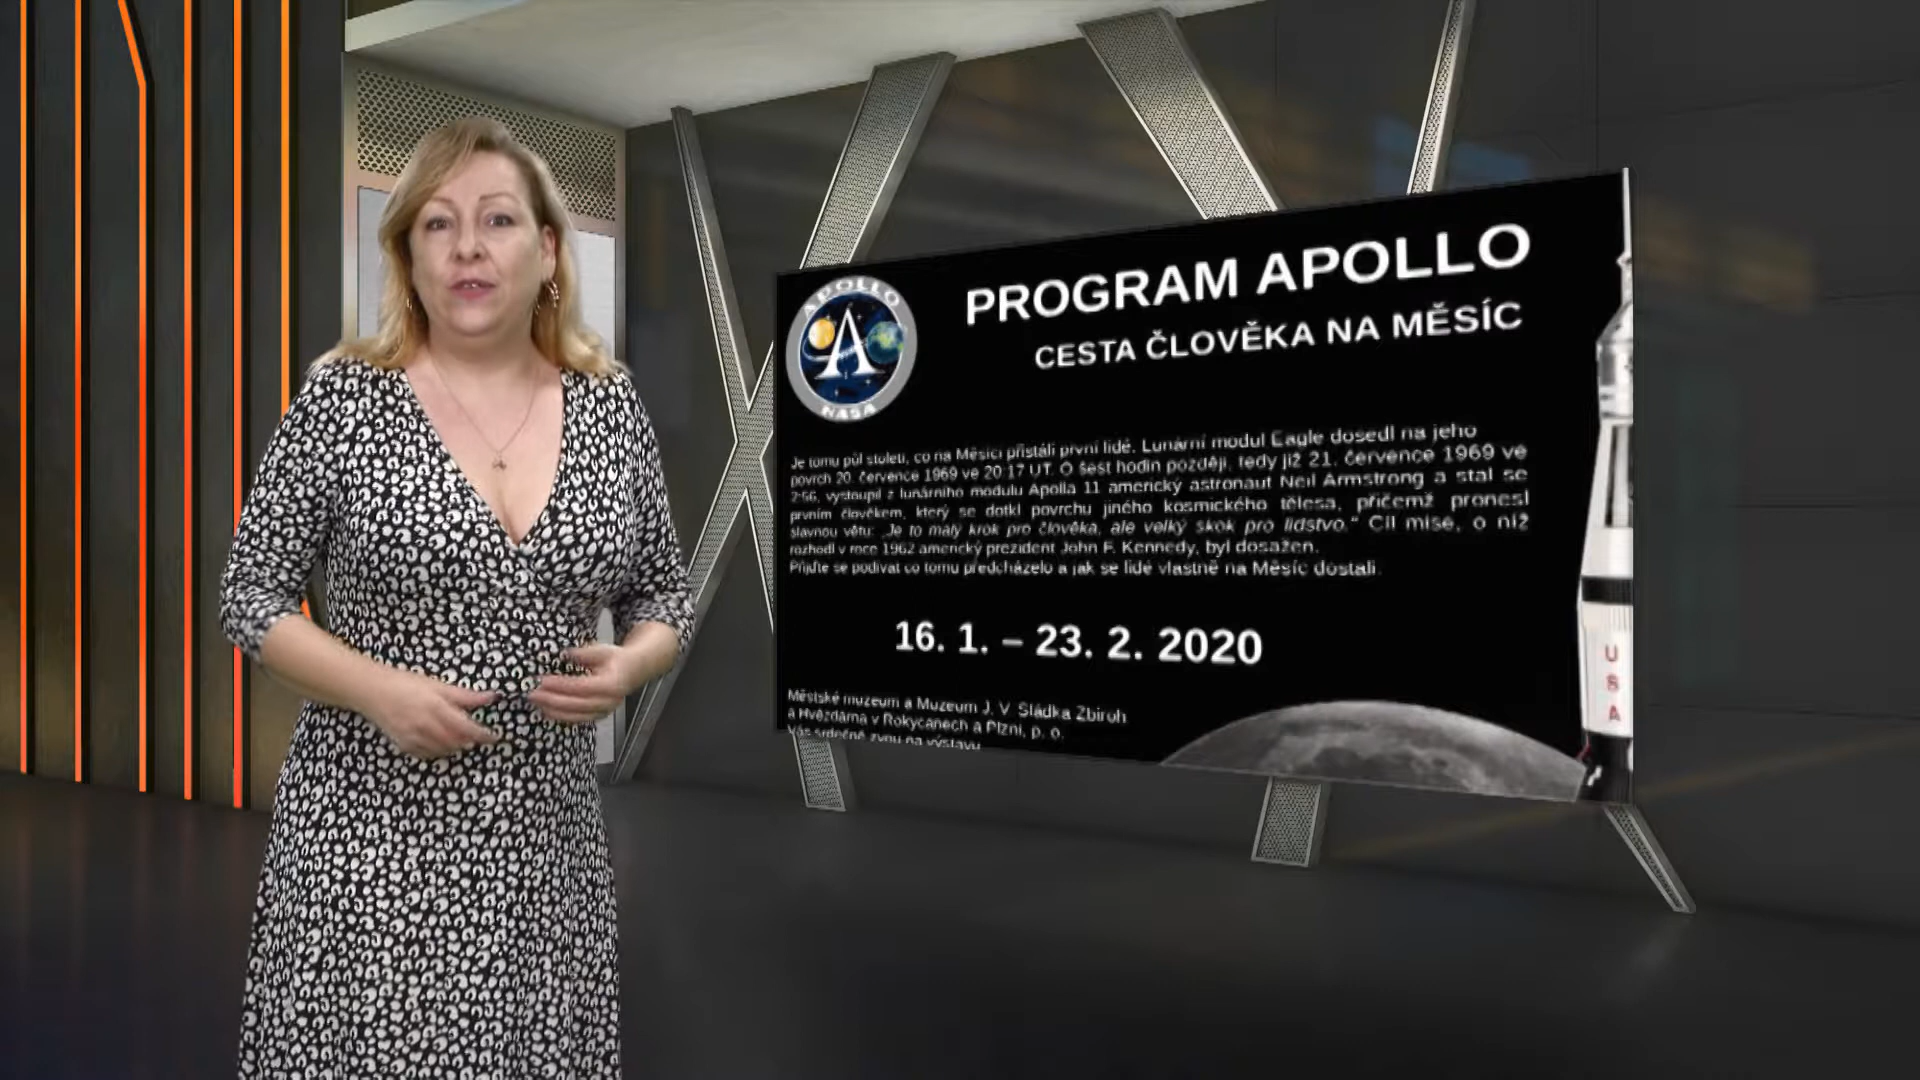 APOLLO
NASA
PROGRAM APOLLO
CESTA ČLOVĚKA NA MĚSÍC
Je tomu půl století, co na Měsíci přistáli první lidé. Lunární modul Eagle dosedl na jeho
povrch 20. července 1969 ve 20:17 UT. O šest hodin později, tedy již 21. července 1969 ve
2:56, vystoupil z lunárního modulu Apolla 11 americký astronaut Neil Armstrong a stal se
prvním člověkem, který se dotkl povrchu jiného kosmického tělesa, přičemž pronesl
slavnou větu: „Je to malý krok pro člověka, ale velký skok pro lidstvo.“ Cíl mise, o níž
rozhodl v roce 1962 americký prezident John F. Kennedy, byl dosažen.
Přijďte se podívat co tomu předcházelo a jak se lidé vlastně na Měsíc dostali.
16. 1. – 23. 2. 2020
Městské muzeum a Muzeum J. V. Sládka Zbiroh
a Hvězdárna v Rokycanech a Plzni, p. o.
Vás srdečně zvou na výstavu
USA